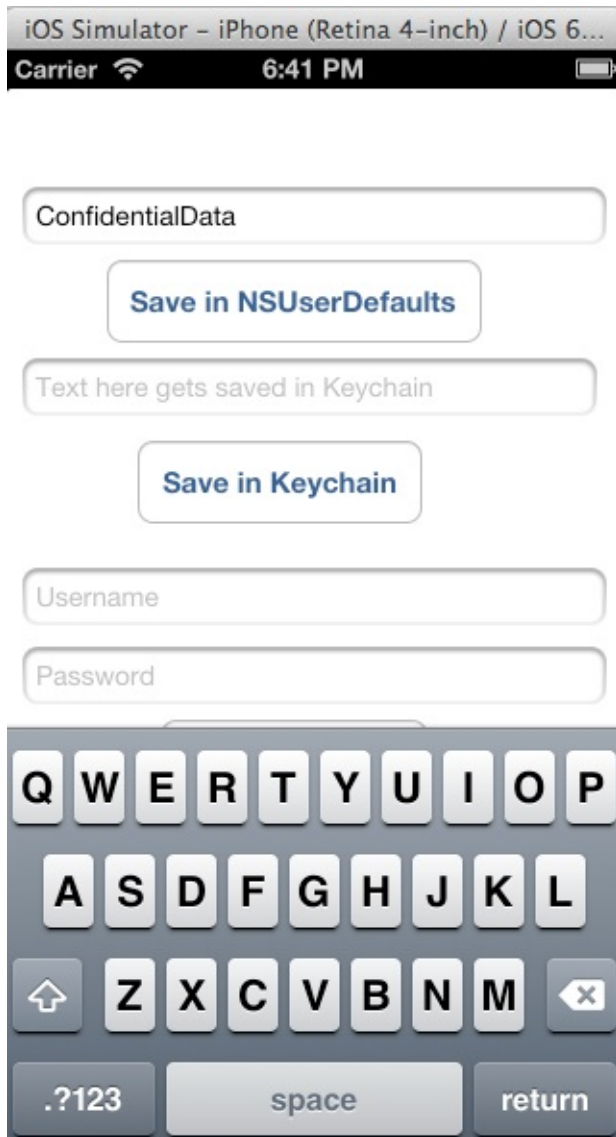 iOS Simulator – iPhone (Retina 4-inch) / iOS 6...
Carrier 6:41 PM
ConfidentialData
Save in NSUserDefaults
Text here gets saved in Keychain
Save in Keychain
Username
Password
Q W E R T Y U I O P
A S D F G H J K L
Z X C V B N M
.?123 space return